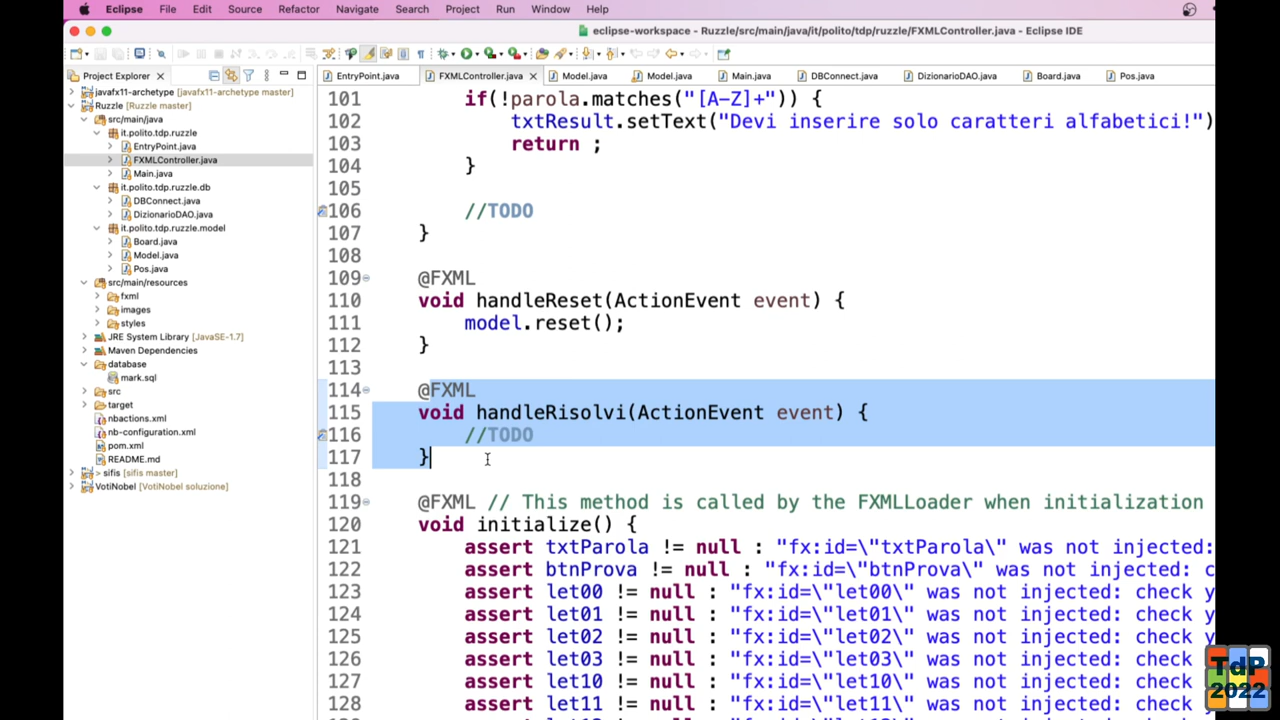 Eclipse File Edit Source Refactor Navigate Search Project Run Window Help
eclipse-workspace - Ruzzle/src/main/java/it/polito/tdp/ruzzle/FXMLController.java - Eclipse IDE
Project Explorer
EntryPoint.java FXMLController.java Model.java Model.java Main.java DBConnect.java DizionarioDAO.java Board.java Pos.java
javafx11-archetype [javafx11-archetype master]
Ruzzle [Ruzzle master]
src/main/java
it.polito.tdp.ruzzle
EntryPoint.java
FXMLController.java
Main.java
it.polito.tdp.ruzzle.db
DBConnect.java
DizionarioDAO.java
it.polito.tdp.ruzzle.model
Board.java
Model.java
Pos.java
src/main/resources
fxml
images
styles
JRE System Library [JavaSE-1.7]
Maven Dependencies
database
mark.sql
src
target
nbactions.xml
nb-configuration.xml
pom.xml
README.md
> sifis [sifis master]
VotiNobel [VotiNobel soluzione]
101 if(!parola.matches("[A-Z]+")) {
102 txtResult.setText("Devi inserire solo caratteri alfabetici!")
103 return ;
104 }
105
106 //TODO
107 }
108
109 @FXML
110 void handleReset(ActionEvent event) {
111 model.reset();
112 }
113
114 @FXML
115 void handleRisolvi(ActionEvent event) {
116 //TODO
117 }
118
119 @FXML // This method is called by the FXMLLoader when initialization
120 void initialize() {
121 assert txtParola != null : "fx:id=\"txtParola\" was not injected:
122 assert btnProva != null : "fx:id=\"btnProva\" was not injected: c
123 assert let00 != null : "fx:id=\"let00\" was not injected: check y
124 assert let01 != null : "fx:id=\"let01\" was not injected: check y
125 assert let02 != null : "fx:id=\"let02\" was not injected: check y
126 assert let03 != null : "fx:id=\"let03\" was not injected: check
127 assert let10 != null : "fx:id=\"let10\" was not injected: check
128 assert let11 != null : "fx:id=\"let11\" was not injected: check
TdP
2022